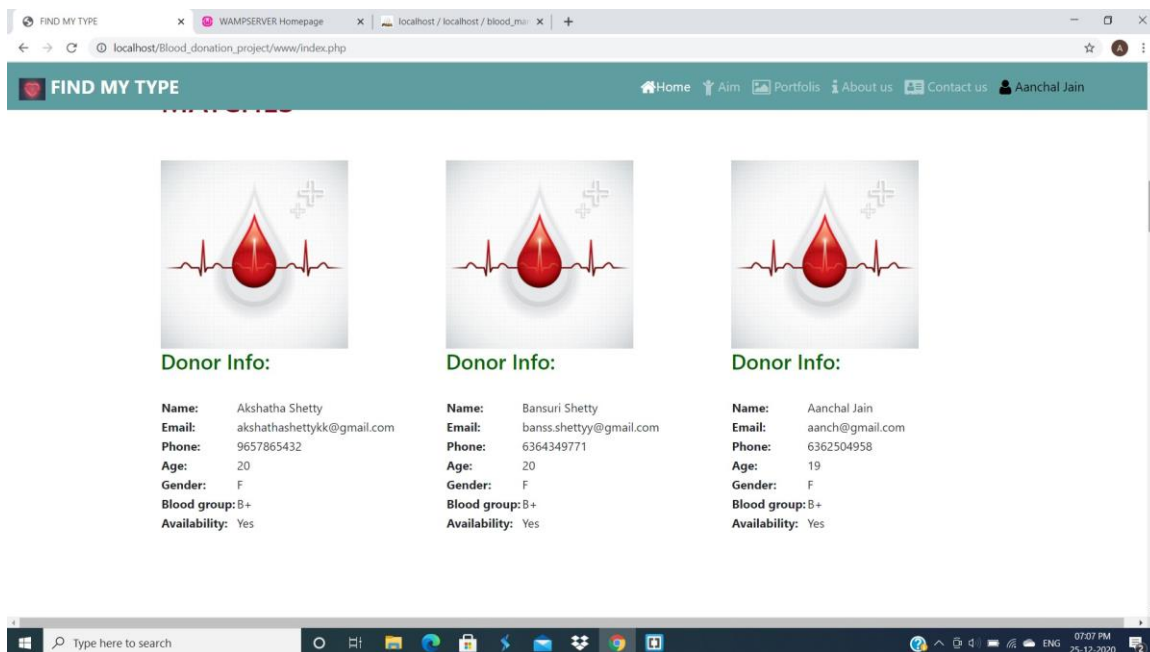 FIND MY TYPE
WAMPSERVER Homepage
localhost / localhost / blood_ma
localhost/Blood_donation_project/www/index.php
A
FIND MY TYPE
Home Aim Portfolis About us Contact us Aanchal Jain
MATCHES
Donor Info:
Name: Akshatha Shetty
Email: akshathashettykk@gmail.com
Phone: 9657865432
Age: 20
Gender: F
Blood group: B+
Availability: Yes
Donor Info:
Name: Bansuri Shetty
Email: banss.shettyy@gmail.com
Phone: 6364349771
Age: 20
Gender: F
Blood group: B+
Availability: Yes
Donor Info:
Name: Aanchal Jain
Email: aanch@gmail.com
Phone: 6362504958
Age: 19
Gender: F
Blood group: B+
Availability: Yes
Type here to search
ENG
07:07 PM
25-12-2020
2